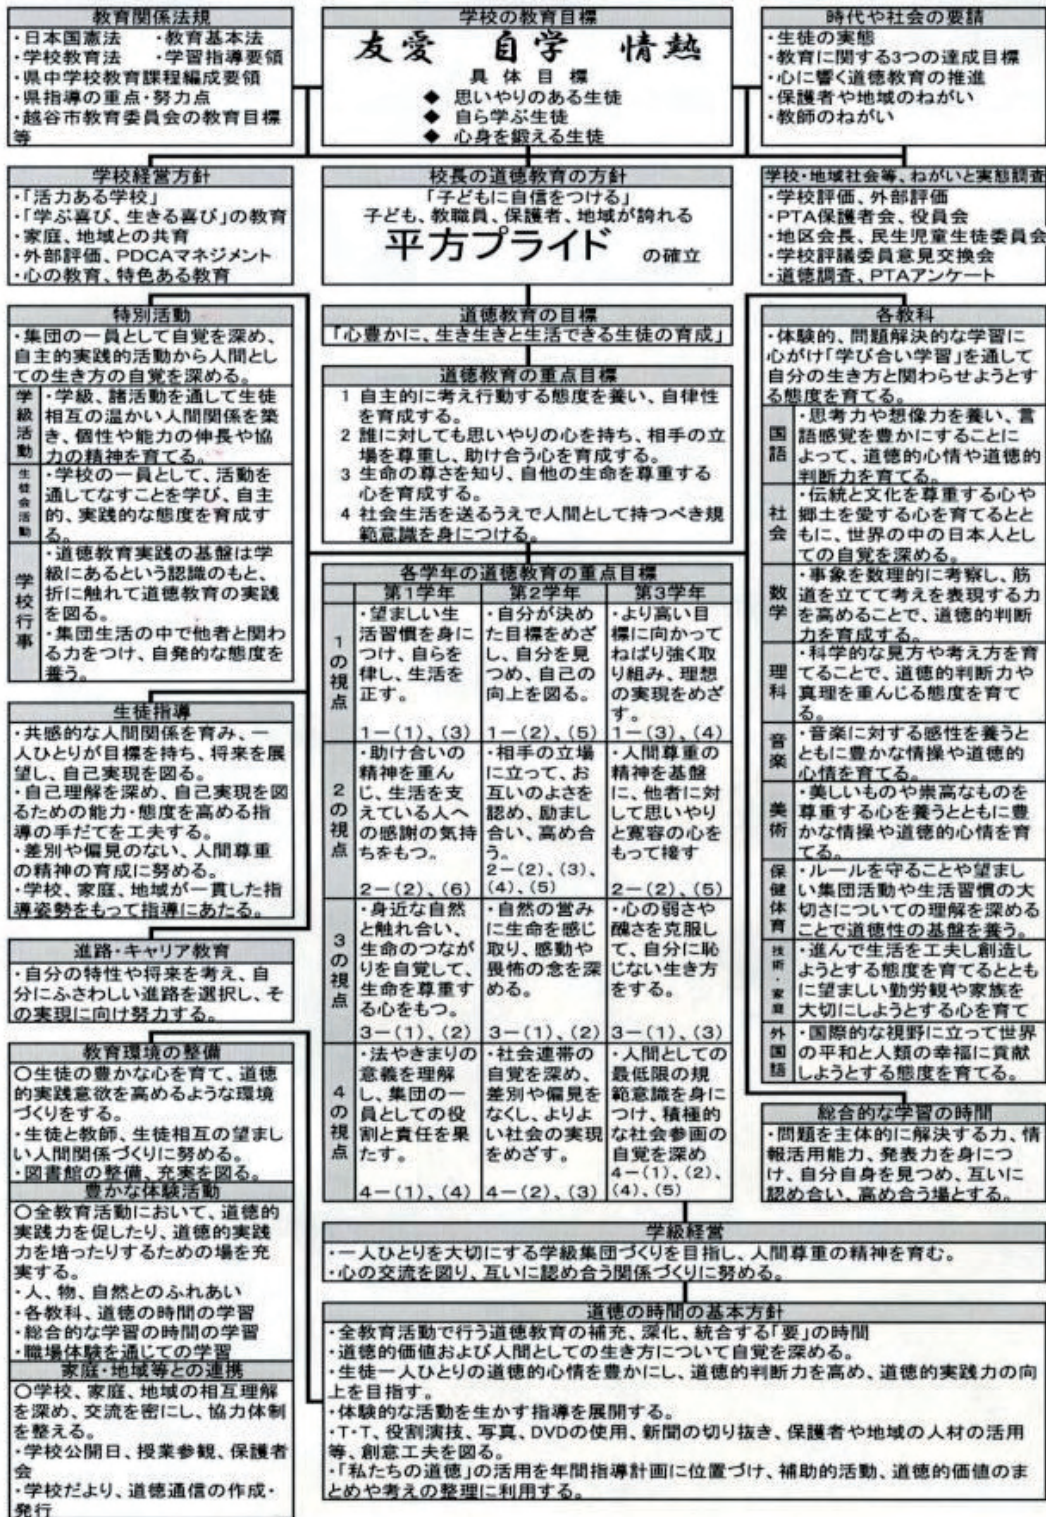 教育関係法規
・日本国憲法　・教育基本法
・学校教育法　・学習指導要領
・県中学校教育課程編成要領
・県指導の重点・努力点
・越谷市教育委員会の教育目標
等
学校の教育目標
友愛　自学　情熱
具体目標
◆ 思いやりのある生徒
◆ 自ら学ぶ生徒
◆ 心身を鍛える生徒
時代や社会の要請
・生徒の実態
・教育に関する3つの達成目標
・心に響く道徳教育の推進
・保護者や地域のねがい
・教師のねがい
学校経営方針
・「活力ある学校」
・「学ぶ喜び、生きる喜び」の教育
・家庭、地域との共育
・外部評価、PDCAマネジメント
・心の教育、特色ある教育
校長の道徳教育の方針
「子どもに自信をつける」
子ども、教職員、保護者、地域が誇れる
平方プライド の確立
学校・地域社会等、ねがいと実態調査
・学校評価、外部評価
・PTA保護者会、役員会
・地区会長、民生児童生徒委員会
・学校評議委員意見交換会
・道徳調査、PTAアンケート
特別活動
・集団の一員として自覚を深め、
自主的実践的活動から人間とし
ての生き方の自覚を深める。
学級活動
・学級、諸活動を通して生徒
相互の温かい人間関係を築
き、個性や能力の伸長や協
力の精神を育てる。
生徒会活動
・学校の一員として、活動を
通してなすことを学び、自主
的、実践的な態度を育成す
る。
学校行事
・道徳教育実践の基盤は学
級にあるという認識のもと、
折に触れて道徳教育の実践
を図る。
・集団生活の中で他者と関わ
る力をつけ、自発的な態度を
養う。
生徒指導
・共感的な人間関係を育み、一
人ひとりが目標を持ち、将来を展
望し、自己実現を図る。
・自己理解を深め、自己実現を図
るための能力・態度を高める指
導の手だてを工夫する。
・差別や偏見のない、人間尊重
の精神の育成に努める。
・学校、家庭、地域が一貫した指
導姿勢をもって指導にあたる。
進路・キャリア教育
・自分の特性や将来を考え、自
分にふさわしい進路を選択し、そ
の実現に向け努力する。
教育環境の整備
○生徒の豊かな心を育て、道徳
的実践意欲を高めるような環境
づくりをする。
・生徒と教師、生徒相互の望まし
い人間関係づくりに努める。
・図書館の整備、充実を図る。
豊かな体験活動
○全教育活動において、道徳的
実践力を促したり、道徳的実践
力を培ったりするための場を充
実する。
・人、物、自然とのふれあい
・各教科、道徳の時間の学習
・総合的な学習の時間の学習
・職場体験を通じての学習
家庭・地域等との連携
○学校、家庭、地域の相互理解
を深め、交流を密にし、協力体制
を整える。
・学校公開日、授業参観、保護者
会
・学校だより、道徳通信の作成・
発行
道徳教育の目標
「心豊かに、生き生きと生活できる生徒の育成」
道徳教育の重点目標
1 自主的に考え行動する態度を養い、自律性
を育成する。
2 誰に対しても思いやりの心を持ち、相手の立
場を尊重し、助け合う心を育成する。
3 生命の尊さを知り、自他の生命を尊重する
心を育成する。
4 社会生活を送るうえで人間として持つべき規
範意識を身につける。
各学年の道徳教育の重点目標
第1学年　第2学年　第3学年
1の視点
・望ましい生
活習慣を身に
つけ、自らを
律し、生活を
正す。
1－(1)、(3)
・自分が決め
た目標をめざ
し、自分を見
つめ、自己の
向上を図る。
1－(2)、(5)
・より高い目
標に向かって
ねばり強く取
り組み、理想
の実現をめざ
す。
1－(3)、(4)
2の視点
・助け合いの
精神を重ん
じ、生活を支
えている人へ
の感謝の気持
ちをもつ。
2－(2)、(6)
・相手の立場
に立って、お
互いのよさを
認め、励まし
合い、高め合
う。
2－(2)、(3)、
(4)、(5)
・人間尊重の
精神を基盤
に、他者に対
して思いやり
と寛容の心を
もって接す
2－(2)、(5)
3の視点
・身近な自然
と触れ合い、
生命のつなが
りを自覚して、
生命を尊重す
る心をもつ。
3－(1)、(2)
・自然の営み
に生命を感じ
取り、感動や
畏怖の念を深
める。
3－(1)、(2)
・心の弱さや
醜さを克服し
て、自分に恥
じない生き方
をする。
3－(1)、(3)
4の視点
・法やきまりの
意義を理解
し、集団の一
員としての役
割と責任を果
たす。
4－(1)、(4)
・社会連帯の
自覚を深め、
差別や偏見を
なくし、よりよ
い社会の実現
をめざす。
4－(2)、(3)
・人間としての
最低限の規
範意識を身に
つけ、積極的
な社会参画の
自覚を深め
4－(1)、(2)、
(4)、(5)
各教科
・体験的、問題解決的な学習に
心がけ「学び合い学習」を通して
自分の生き方と関わらせようとす
る態度を育てる。
国語
・思考力や想像力を養い、言
語感覚を豊かにすることに
よって、道徳的心情や道徳的
判断力を育てる。
社会
・伝統と文化を尊重する心や
郷土を愛する心を育てるとと
もに、世界の中の日本人とし
ての自覚を深める。
数学
・事象を数理的に考察し、筋
道を立てて考えを表現する力
を高めることで、道徳的判断
力を育成する。
理科
・科学的な見方や考え方を育
てることで、道徳的判断力や
真理を重んじる態度を育て
る。
音楽
・音楽に対する感性を養うと
ともに豊かな情操や道徳的
心情を育てる。
美術
・美しいものや崇高なものを
尊重する心を養うとともに豊
かな情操や道徳的心情を育
てる。
保健体育
・ルールを守ることや望まし
い集団活動や生活習慣の大
切さについての理解を深める
ことで道徳性の基盤を養う。
技術・家庭
・進んで生活を工夫し創造し
ようとする態度を育てるととも
に望ましい勤労観や家族を
大切にしようとする心を育て
外国語
・国際的な視野に立って世界
の平和と人類の幸福に貢献
しようとする態度を育てる。
総合的な学習の時間
・問題を主体的に解決する力、情
報活用能力、発表力を身につ
け、自分自身を見つめ、互いに
認め合い、高め合う場とする。
学級経営
・一人ひとりを大切にする学級集団づくりを目指し、人間尊重の精神を育む。
・心の交流を図り、互いに認め合う関係づくりに努める。
道徳の時間の基本方針
・全教育活動で行う道徳教育の補充、深化、統合する「要」の時間
・道徳的価値および人間としての生き方について自覚を深める。
・生徒一人ひとりの道徳的心情を豊かにし、道徳的判断力を高め、道徳的実践力の向
上を目指す。
・体験的な活動を生かす指導を展開する。
・T・T、役割演技、写真、DVDの使用、新聞の切り抜き、保護者や地域の人材の活用
等、創意工夫を図る。
・「私たちの道徳」の活用を年間指導計画に位置づけ、補助的活動、道徳的価値のま
とめや考えの整理に利用する。